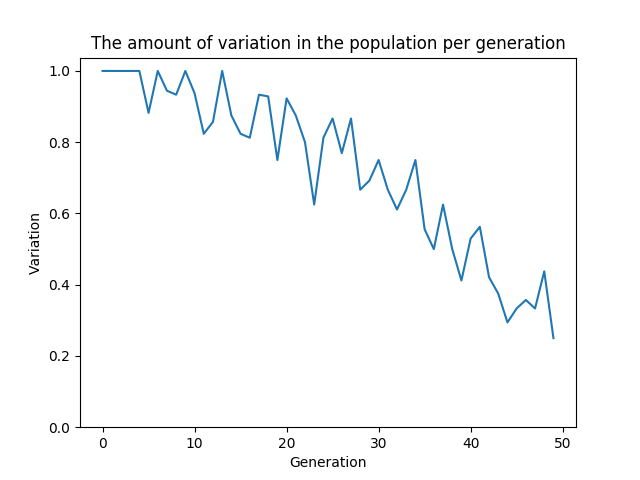 The amount of variation in the population per generation
1.0
0.8
0.6
0.4
0.2
0.0
Variation
0 10 20 30 40 50
Generation